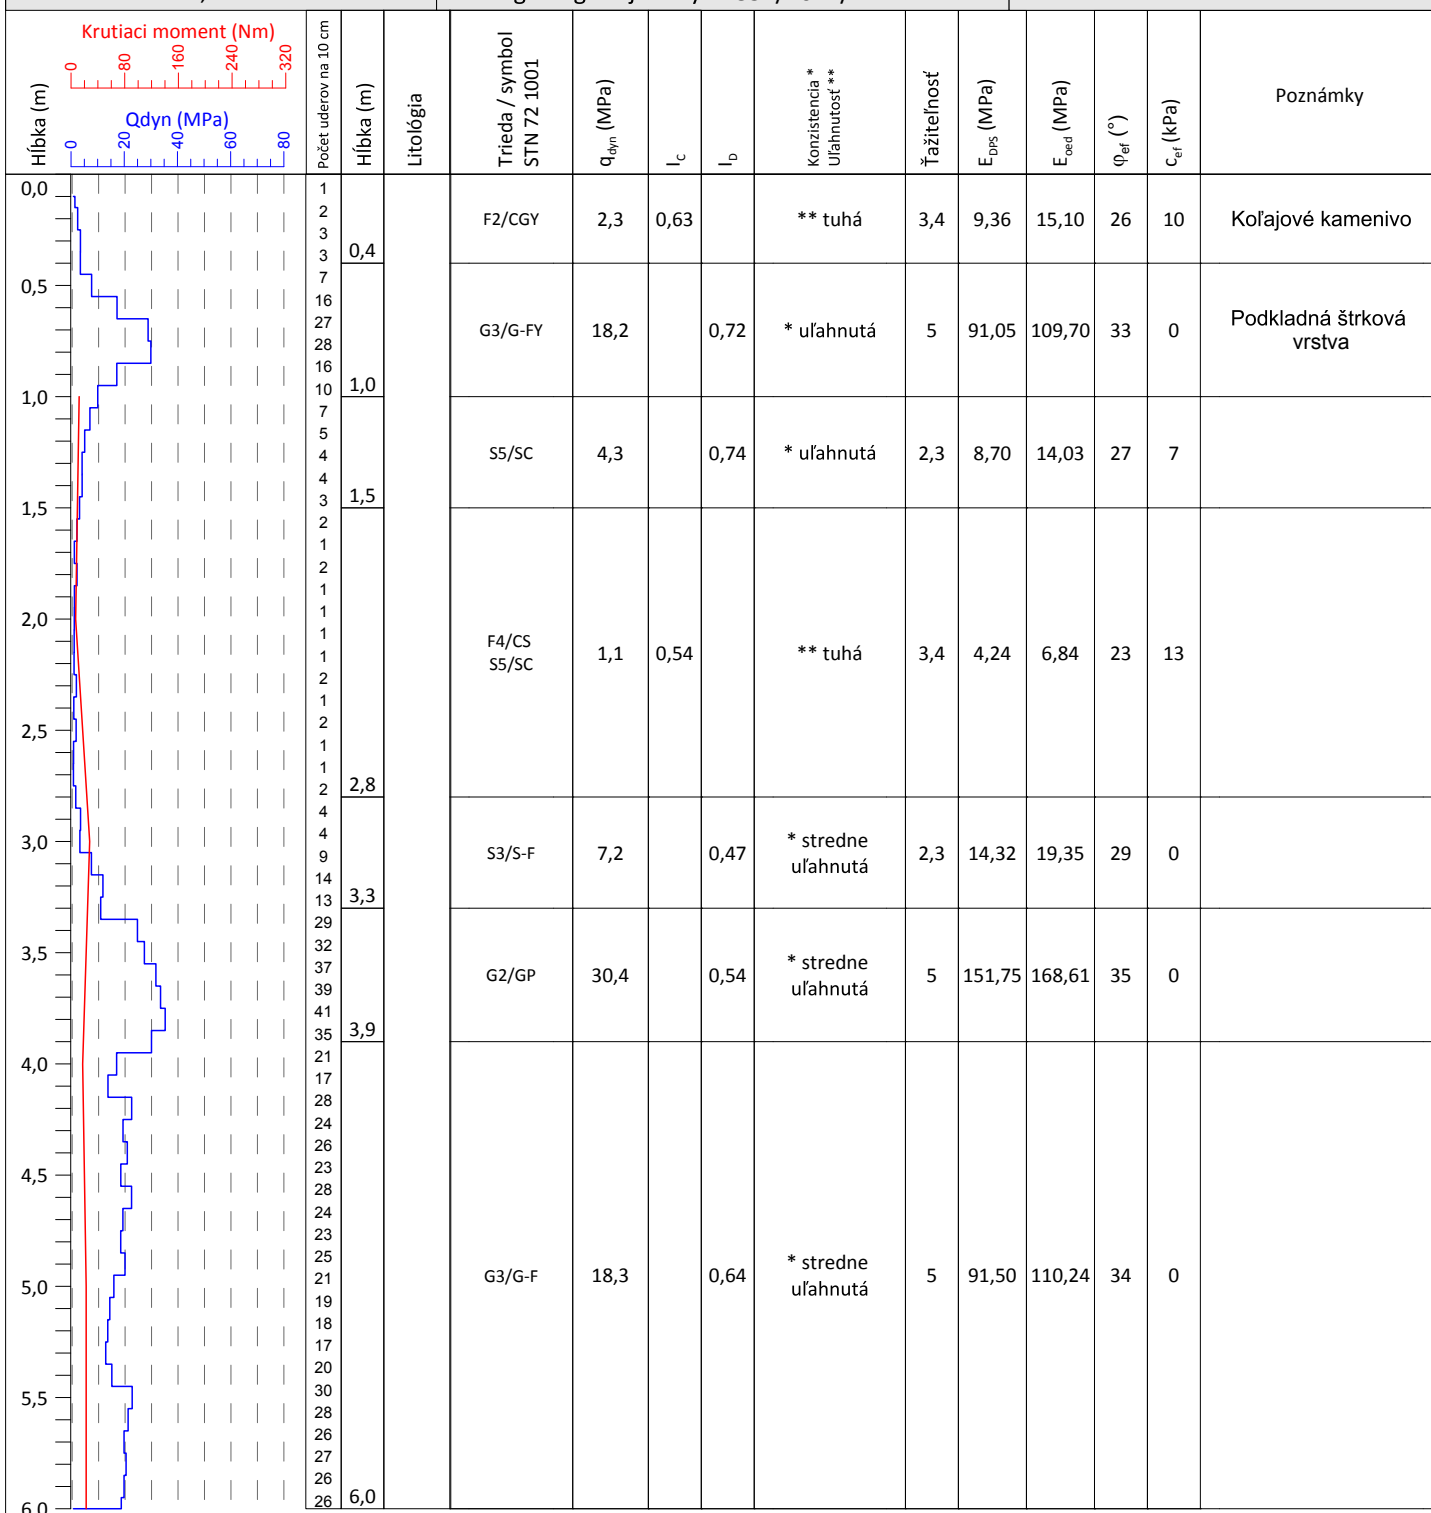 Krutiaci moment (Nm)
0 80 160 240 320
Qdyn (MPa)
0 20 40 60 80
Hĺbka (m)
Počet uderov na 10 cm
Hĺbka (m)
Litológia
Trieda / symbol
STN 72 1001
qdyn (MPa)
IC
ID
Konzistencia *
Uľahnutosť **
Ťažiteľnosť
EDPS (MPa)
Eoed (MPa)
φef (°)
cef (kPa)
Poznámky
0,0
0,5
1,0
1,5
2,0
2,5
3,0
3,5
4,0
4,5
5,0
5,5
6,0
1
2
3
3
7
16
27
28
16
10
7
5
4
4
3
2
1
2
1
1
1
1
2
1
2
1
1
2
4
4
9
14
13
29
32
37
39
41
35
21
17
28
24
26
23
28
24
23
25
21
19
18
17
20
30
28
26
27
26
26
0,4
F2/CGY 2,3 0,63 ** tuhá 3,4 9,36 15,10 26 10 Koľajové kamenivo
1,0
G3/G-FY 18,2 0,72 * uľahnutá 5 91,05 109,70 33 0 Podkladná štrková
vrstva
1,5
S5/SC 4,3 0,74 * uľahnutá 2,3 8,70 14,03 27 7
2,8
F4/CS
S5/SC 1,1 0,54 ** tuhá 3,4 4,24 6,84 23 13
3,3
S3/S-F 7,2 0,47 * stredne
uľahnutá 2,3 14,32 19,35 29 0
3,9
G2/GP 30,4 0,54 * stredne
uľahnutá 5 151,75 168,61 35 0
6,0
G3/G-F 18,3 0,64 * stredne
uľahnutá 5 91,50 110,24 34 0